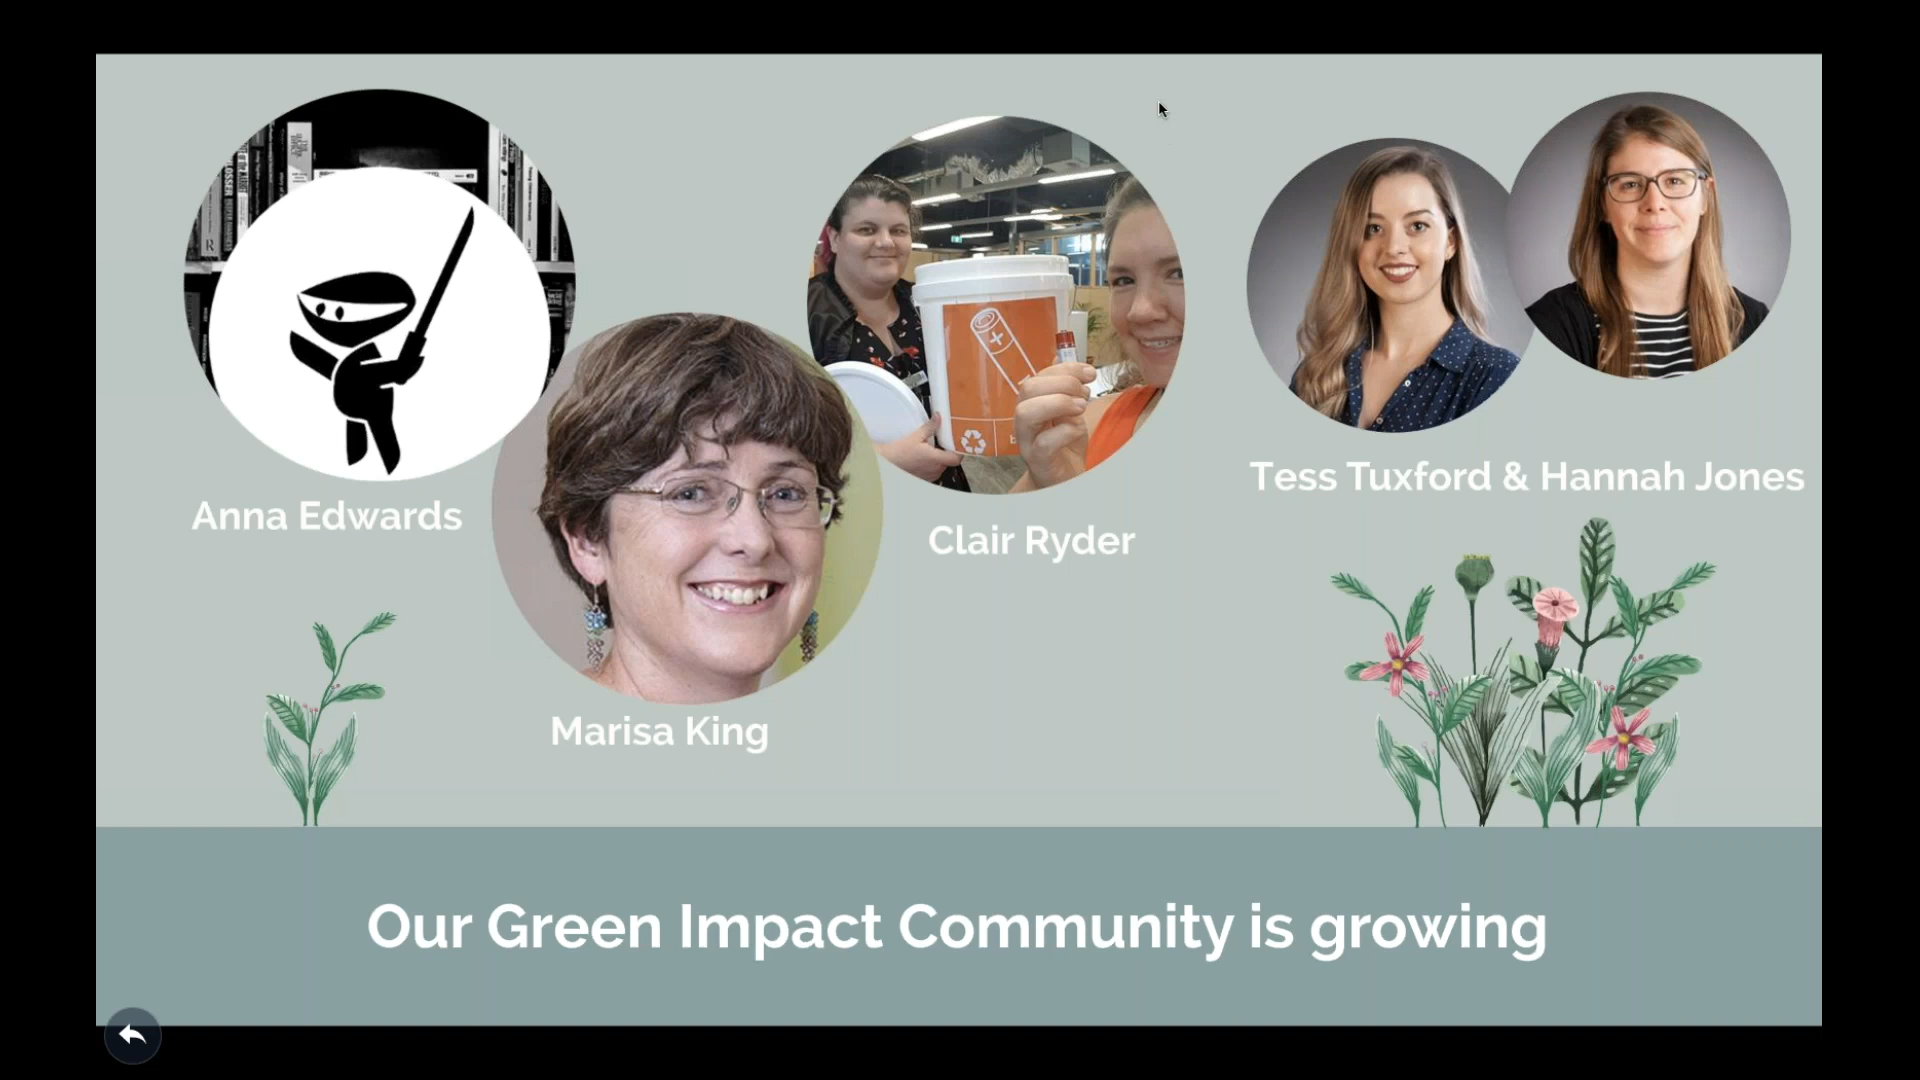 Anna Edwards
Marisa King
Clair Ryder
Tess Tuxford & Hannah Jones
Our Green Impact Community is growing